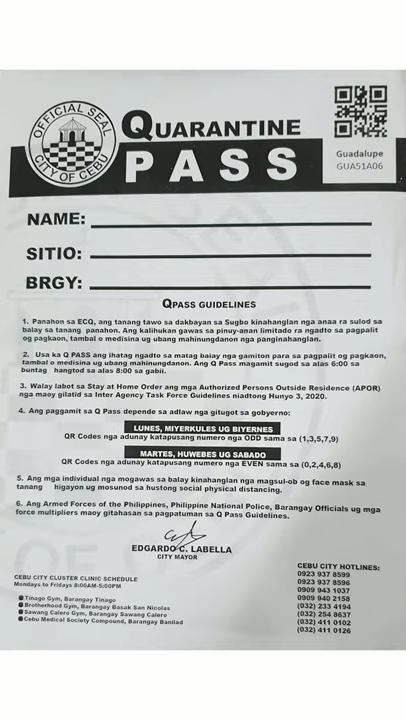 OFFICIAL SEAL
CITY OF CEBU
QUARANTINE
PASS
Guadalupe
GUA51A06
NAME:
SITIO:
BRGY:
QPASS GUIDELINES
1. Panahon sa ECQ, ang tanang tawo sa dakbayan sa Sugbo kinahanglan nga anaa ra sulod sa
balay sa tanang panahon. Ang kalihukan gawas sa pinuy-anan limitado ra ngadto sa pagpalit
og pagkaon, tambal o medisina ug ubang mahinungdanon nga panginahanglan.
2. Usa ka Q PASS ang ihatag ngadto sa matag balay nga gamiton para sa pagpalit og pagkaon,
tambal o medisina ug ubang mahinungdanon. Ang Q PASS magamit sugod sa alas 6:00 sa
buntag hangtod sa alas 8:00 sa gabii.
3. Walay labot sa Stay at Home Order ang mga Authorized Persons Outside Residence (APOR)
nga maoy gilatid sa Inter Agency Task Force Guidelines niadtong Hunyo 3, 2020.
4. Ang paggamit sa Q PASS depende sa adlaw nga gitugot sa gobyerno:
LUNES, MIYERKULES UG BIYERNES
QR Codes nga adunay katapusang numero nga ODD sama sa (1,3,5,7,9)
MARTES, HUWEBES UG SABADO
QR Codes nga adunay katapusang numero nga EVEN sama sa (0,2,4,6,8)
5. Ang mga individual nga mogawas sa balay kinahanglan nga magsul-ob ug face mask sa
tanang higayon ug mosunod sa hustong social physical distancing.
6. Ang Armed Forces of the Philippines, Philippine National Police, Barangay Officials ug mga
force multipliers maoy gitahasan sa pagpatuman sa Q Pass Guidelines.
EDGARDO C. LABELLA
CITY MAYOR
CEBU CITY CLUSTER CLINIC SCHEDULE
Mondays to Fridays 8:00AM-5:00PM
Tinago Gym, Barangay Tinago
Brotherhood Gym, Barangay Basak San Nicolas
Sawang Calero Gym, Barangay Sawang Calero
Cebu Medical Society Compound, Barangay Banilad
CEBU CITY HOTLINES:
0923 937 8599
0923 937 8596
0909 943 1037
0909 940 2158
(032) 233 4194
(032) 254 8637
(032) 411 0102
(032) 411 0126